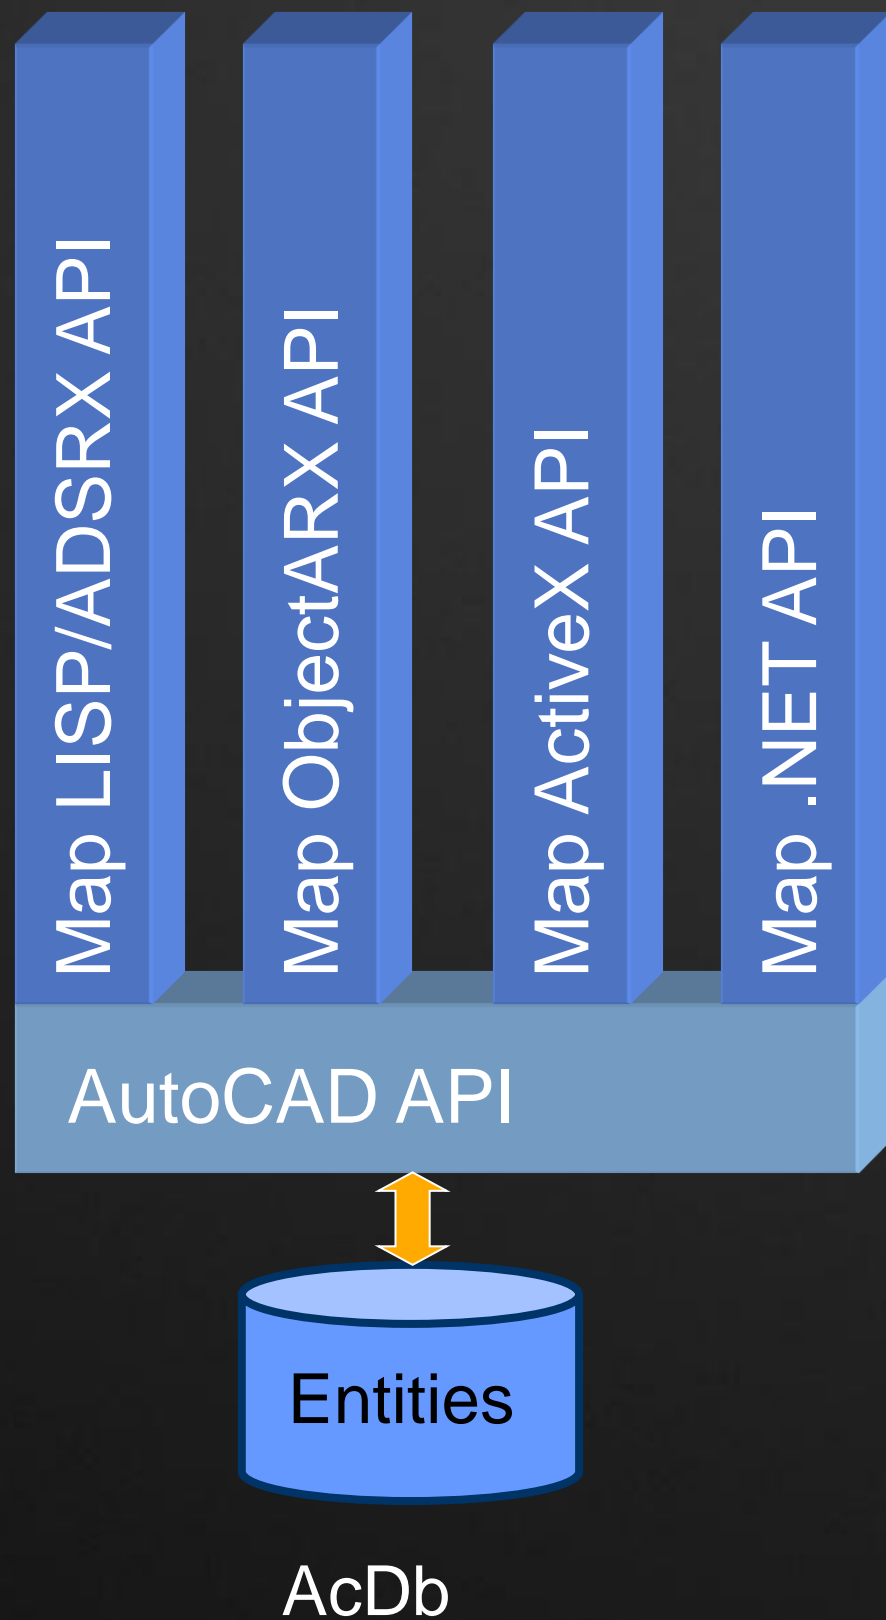 Map LISP/ADSRX API
Map ObjectARX API
Map ActiveX API
Map .NET API
AutoCAD API
Entities
AcDb